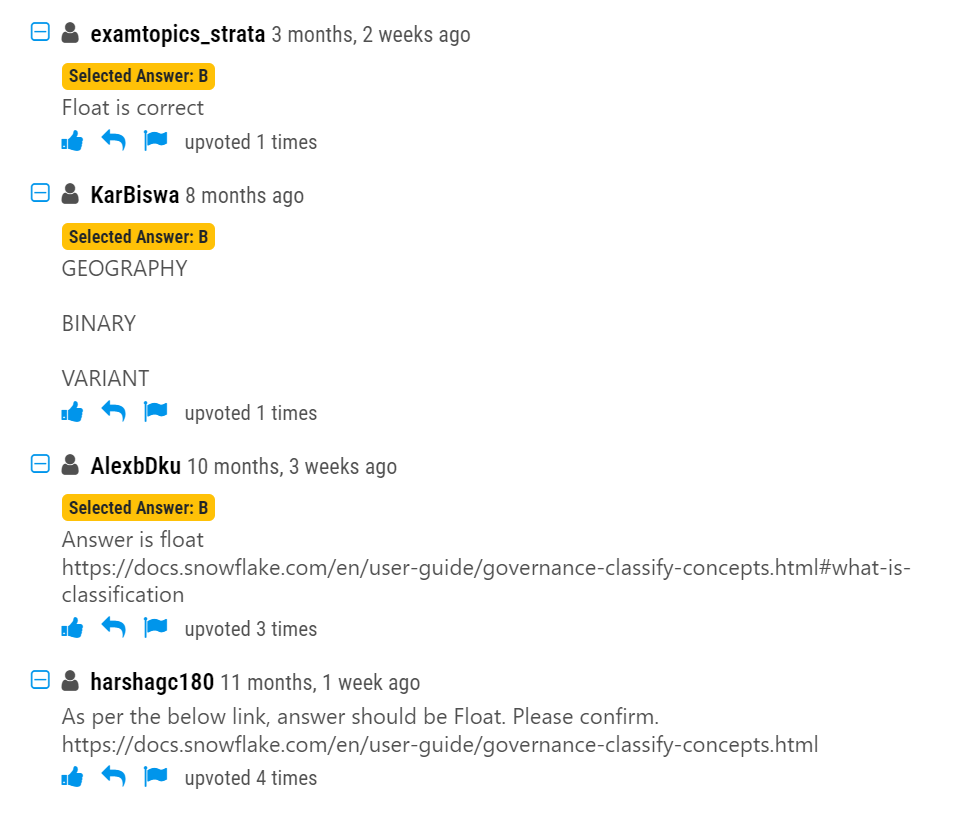 examtopics_strata 3 months, 2 weeks ago
Selected Answer: B
Float is correct
upvoted 1 times
KarBiswa 8 months ago
Selected Answer: B
GEOGRAPHY
BINARY
VARIANT
upvoted 1 times
AlexbDku 10 months, 3 weeks ago
Selected Answer: B
Answer is float
https://docs.snowflake.com/en/user-guide/governance-classify-concepts.html#what-is-
classification
upvoted 3 times
harshagc180 11 months, 1 week ago
As per the below link, answer should be Float. Please confirm.
https://docs.snowflake.com/en/user-guide/governance-classify-concepts.html
upvoted 4 times